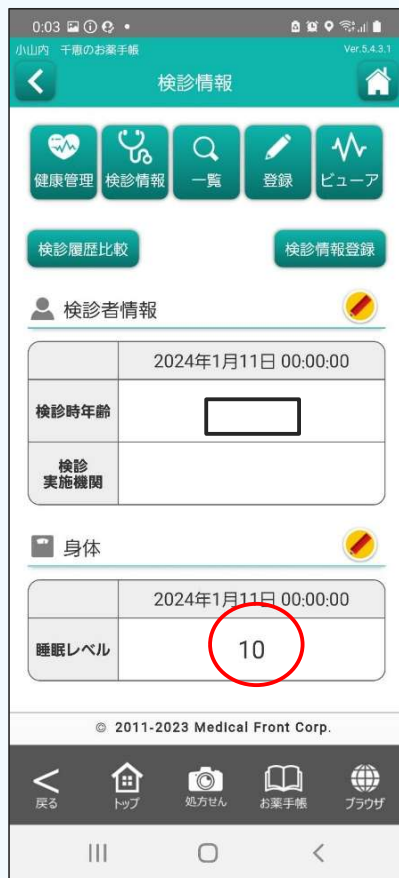 0:03
小山内 千恵のお薬手帳 Ver.5.4.3.1
検診情報
健康管理 検診情報 一覧 登録 ビューア
検診履歴比較 検診情報登録
検診者情報
2024年1月11日 00:00:00
検診時年齢
検診
実施機関
身体
2024年1月11日 00:00:00
睡眠レベル 10
© 2011-2023 Medical Front Corp.
戻る トップ 処方せん お薬手帳 ブラウザ